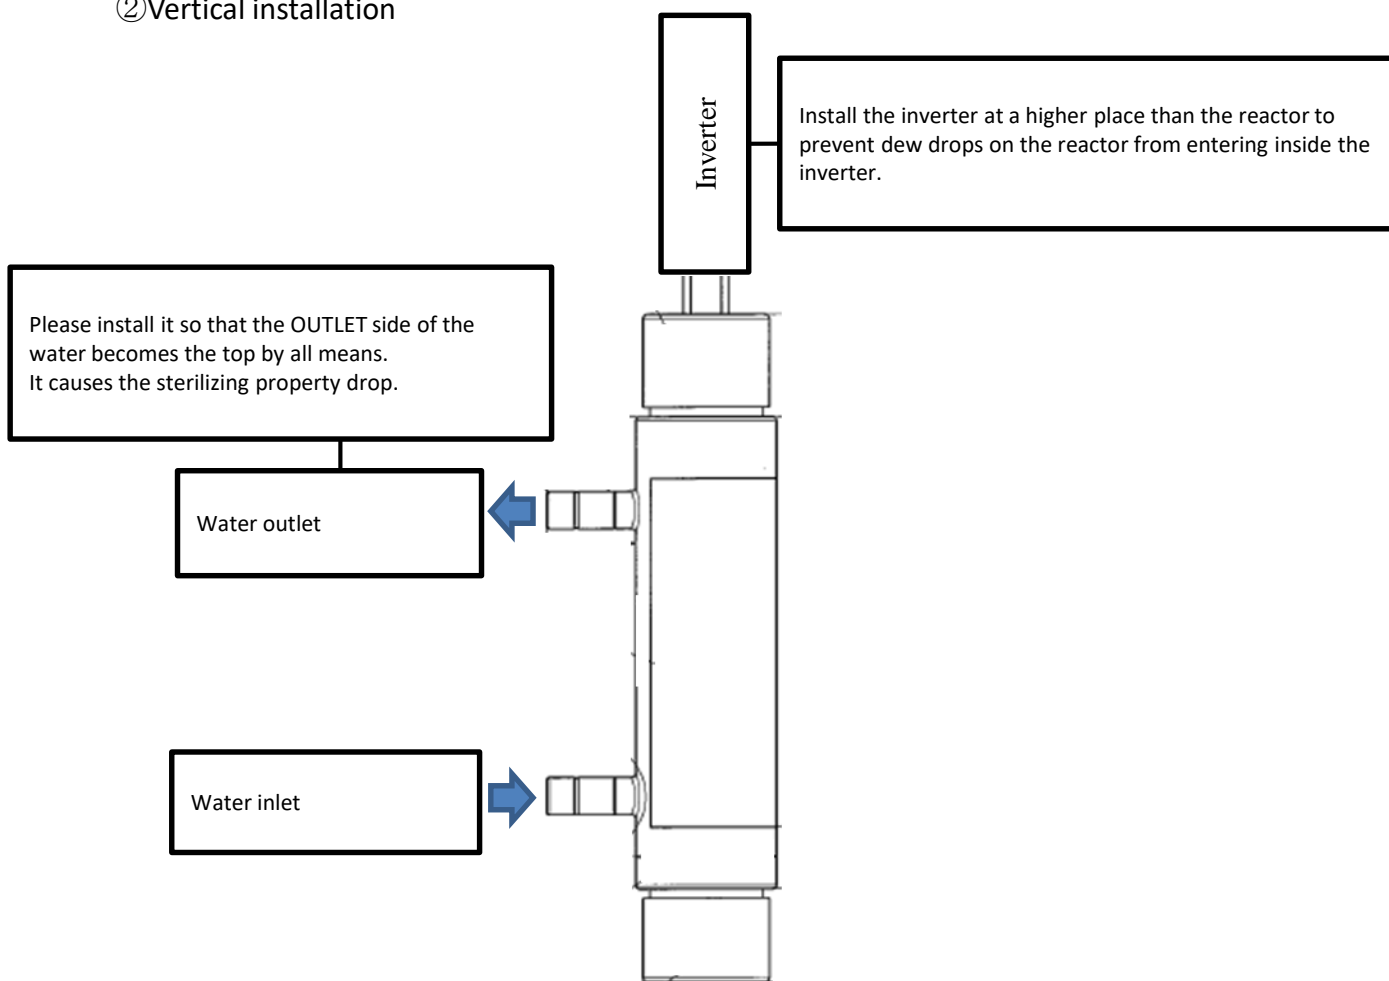 ②Vertical installation
Inverter
Install the inverter at a higher place than the reactor to
prevent dew drops on the reactor from entering inside the
inverter.
Please install it so that the OUTLET side of the
water becomes the top by all means.
It causes the sterilizing property drop.
Water outlet
Water inlet